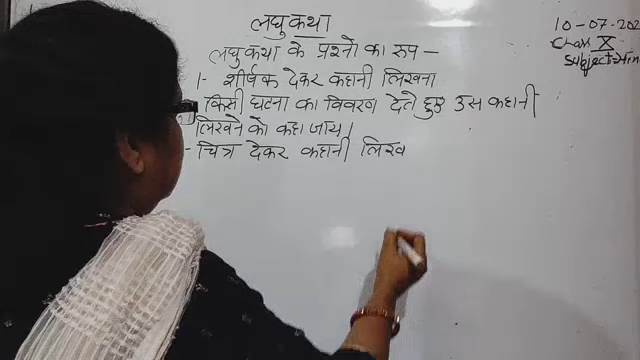 लघु कथा
10-07-202
Class X
Subject:-Hin
लघु कथा के प्रश्नों का रूप -
1- शीर्षक देकर कहानी लिखना
किसी घटना का विवरण देते हुए उस कहानी
लिखने को कहा जाय।
- चित्र देकर कहानी लिख